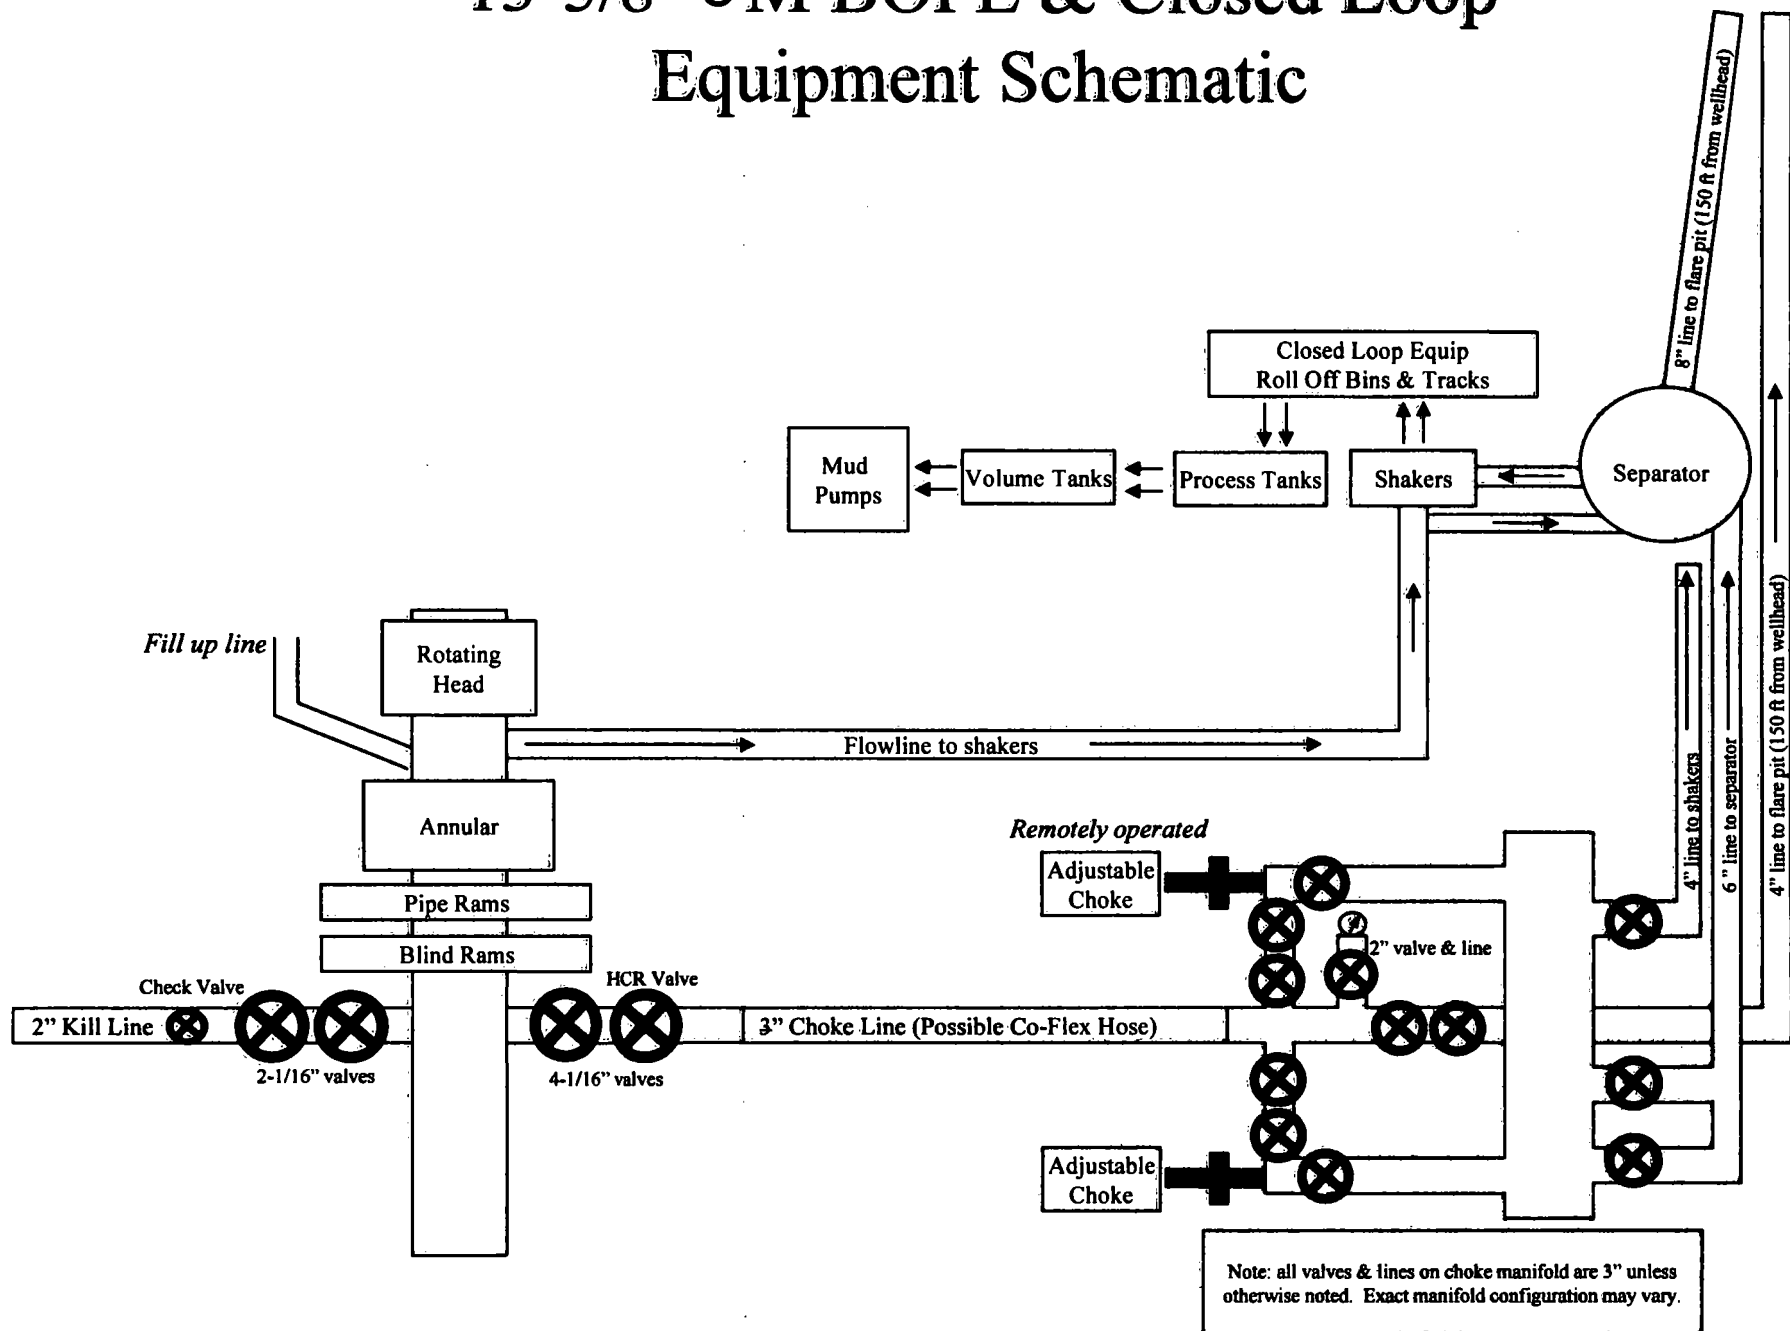 M BOPE & Closed Loop
Equipment Schematic
8” line to flare pit (150 ft from wellhead)
Closed Loop Equip
Roll Off Bins & Tracks
Mud
Pumps
Volume Tanks
Process Tanks
Shakers
Separator
Fill up line
Rotating
Head
Flowline to shakers
Annular
Pipe Rams
Blind Rams
Check Valve
HCR Valve
2” Kill Line
3” Choke Line (Possible Co-Flex Hose)
2-1/16” valves
4-1/16” valves
Remotely operated
Adjustable
Choke
2” valve & line
Adjustable
Choke
4” line to shakers
6 ” line to separator
4” line to flare pit (150 ft from wellhead)
Note: all valves & lines on choke manifold are 3” unless
otherwise noted.  Exact manifold configuration may vary.